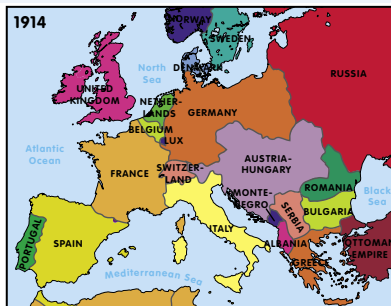 1914
NORWAY
SWEDEN
North
Sea
DENMARK
RUSSIA
UNITED
KINGDOM
NETHER-
LANDS
GERMANY
BELGIUM
LUX
Atlantic
Ocean
FRANCE
SWITZER-
LAND
AUSTRIA-
HUNGARY
ROMANIA
Black
Sea
MONTE-
NEGRO
SERBIA
BULGARIA
ITALY
PORTUGAL
SPAIN
ALBANIA
OTTOMAN
EMPIRE
GREECE
Mediterranean Sea